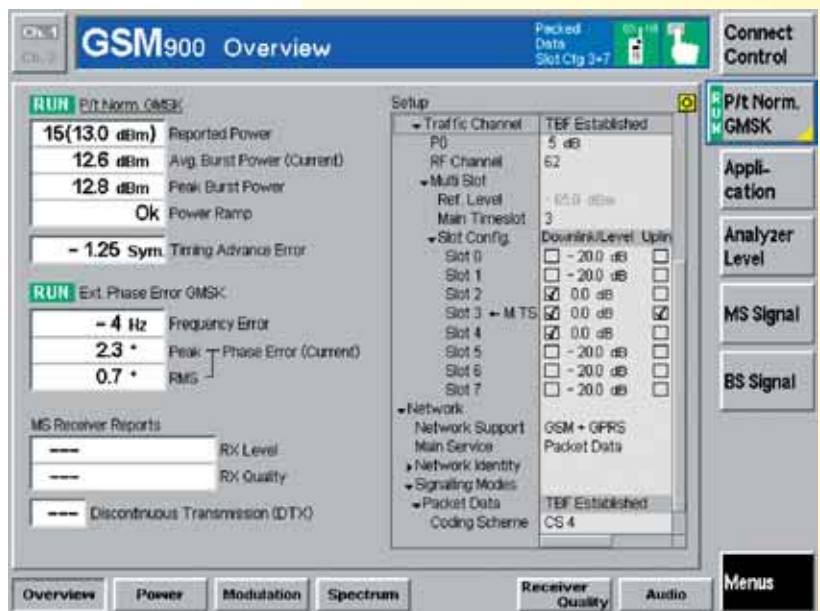 GSM900 Overview
Packed
Data
Slot Cfg 3+7
Connect
Control
RUN P/t Norm. GMSK
15(13.0 dBm) Reported Power
12.6 dBm Avg. Burst Power (Current)
12.8 dBm Peak Burst Power
Ok Power Ramp
- 1.25 Sym. Timing Advance Error
RUN Ext. Phase Error GMSK
- 4 Hz Frequency Error
2.3 ° Peak Phase Error (Current)
0.7 ° RMS
MS Receiver Reports
--- RX Level
--- RX Quality
--- Discontinuous Transmission (DTX)
Setup
Traffic Channel TBF Established
P0 5 dB
RF Channel 62
Multi Slot
Ref. Level
Main Timeslot 3
Slot Config. Downlink/Level Uplin
Slot 0 - 20.0 dB
Slot 1 - 20.0 dB
Slot 2 0.0 dB
Slot 3 ← M TS 0.0 dB
Slot 4 0.0 dB
Slot 5 - 20.0 dB
Slot 6 - 20.0 dB
Slot 7 - 20.0 dB
Network
Network Support GSM + GPRS
Main Service Packet Data
Network Identity
Signaling Modes
Packet Data TBF Established
Coding Scheme CS 4
RUN P/t Norm.
GMSK
Appli-
cation
Analyzer
Level
MS Signal
BS Signal
Menus
Overview Power Modulation Spectrum Receiver Quality Audio